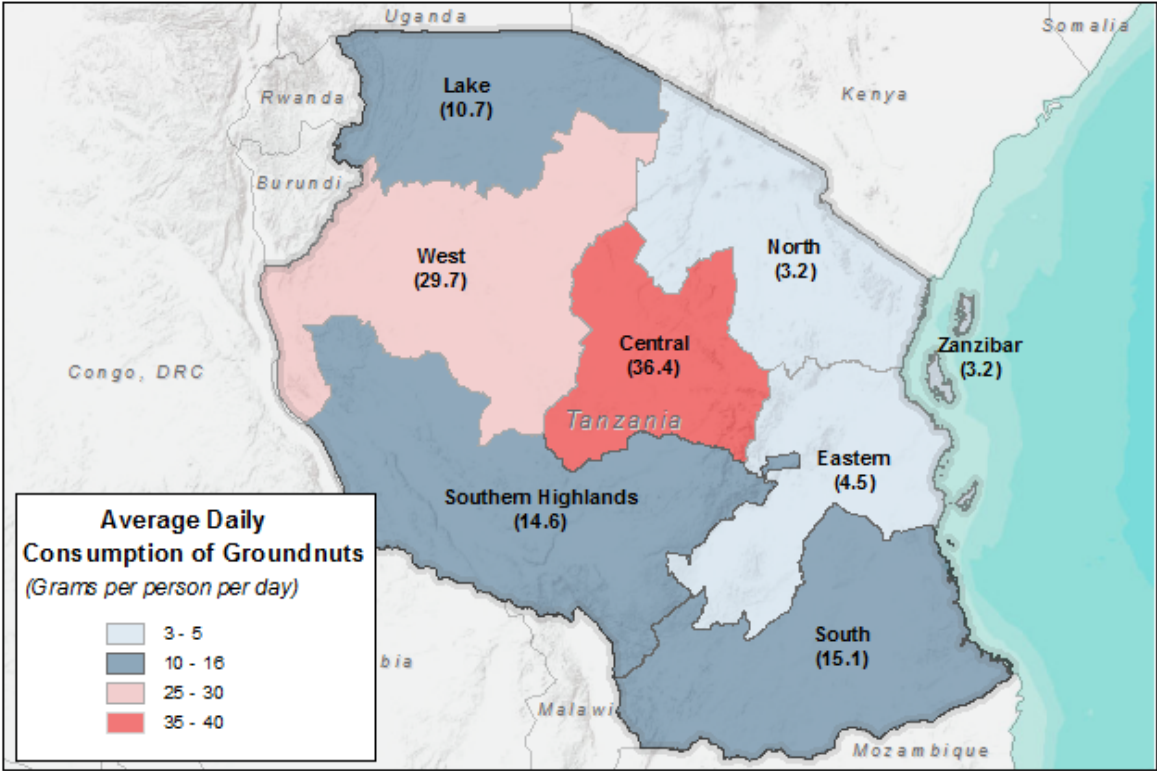 Uganda
Somalia
Lake
(10.7)
Rwanda
Kenya
Burundi
West
(29.7)
North
(3.2)
Central
(36.4)
Zanzibar
(3.2)
Congo, DRC
Tanzania
Eastern
(4.5)
Southern Highlands
(14.6)
South
(15.1)
Average Daily
Consumption of Groundnuts
(Grams per person per day)
3 - 5
10 - 16
25 - 30
35 - 40
bia
Malawi
Mozambique